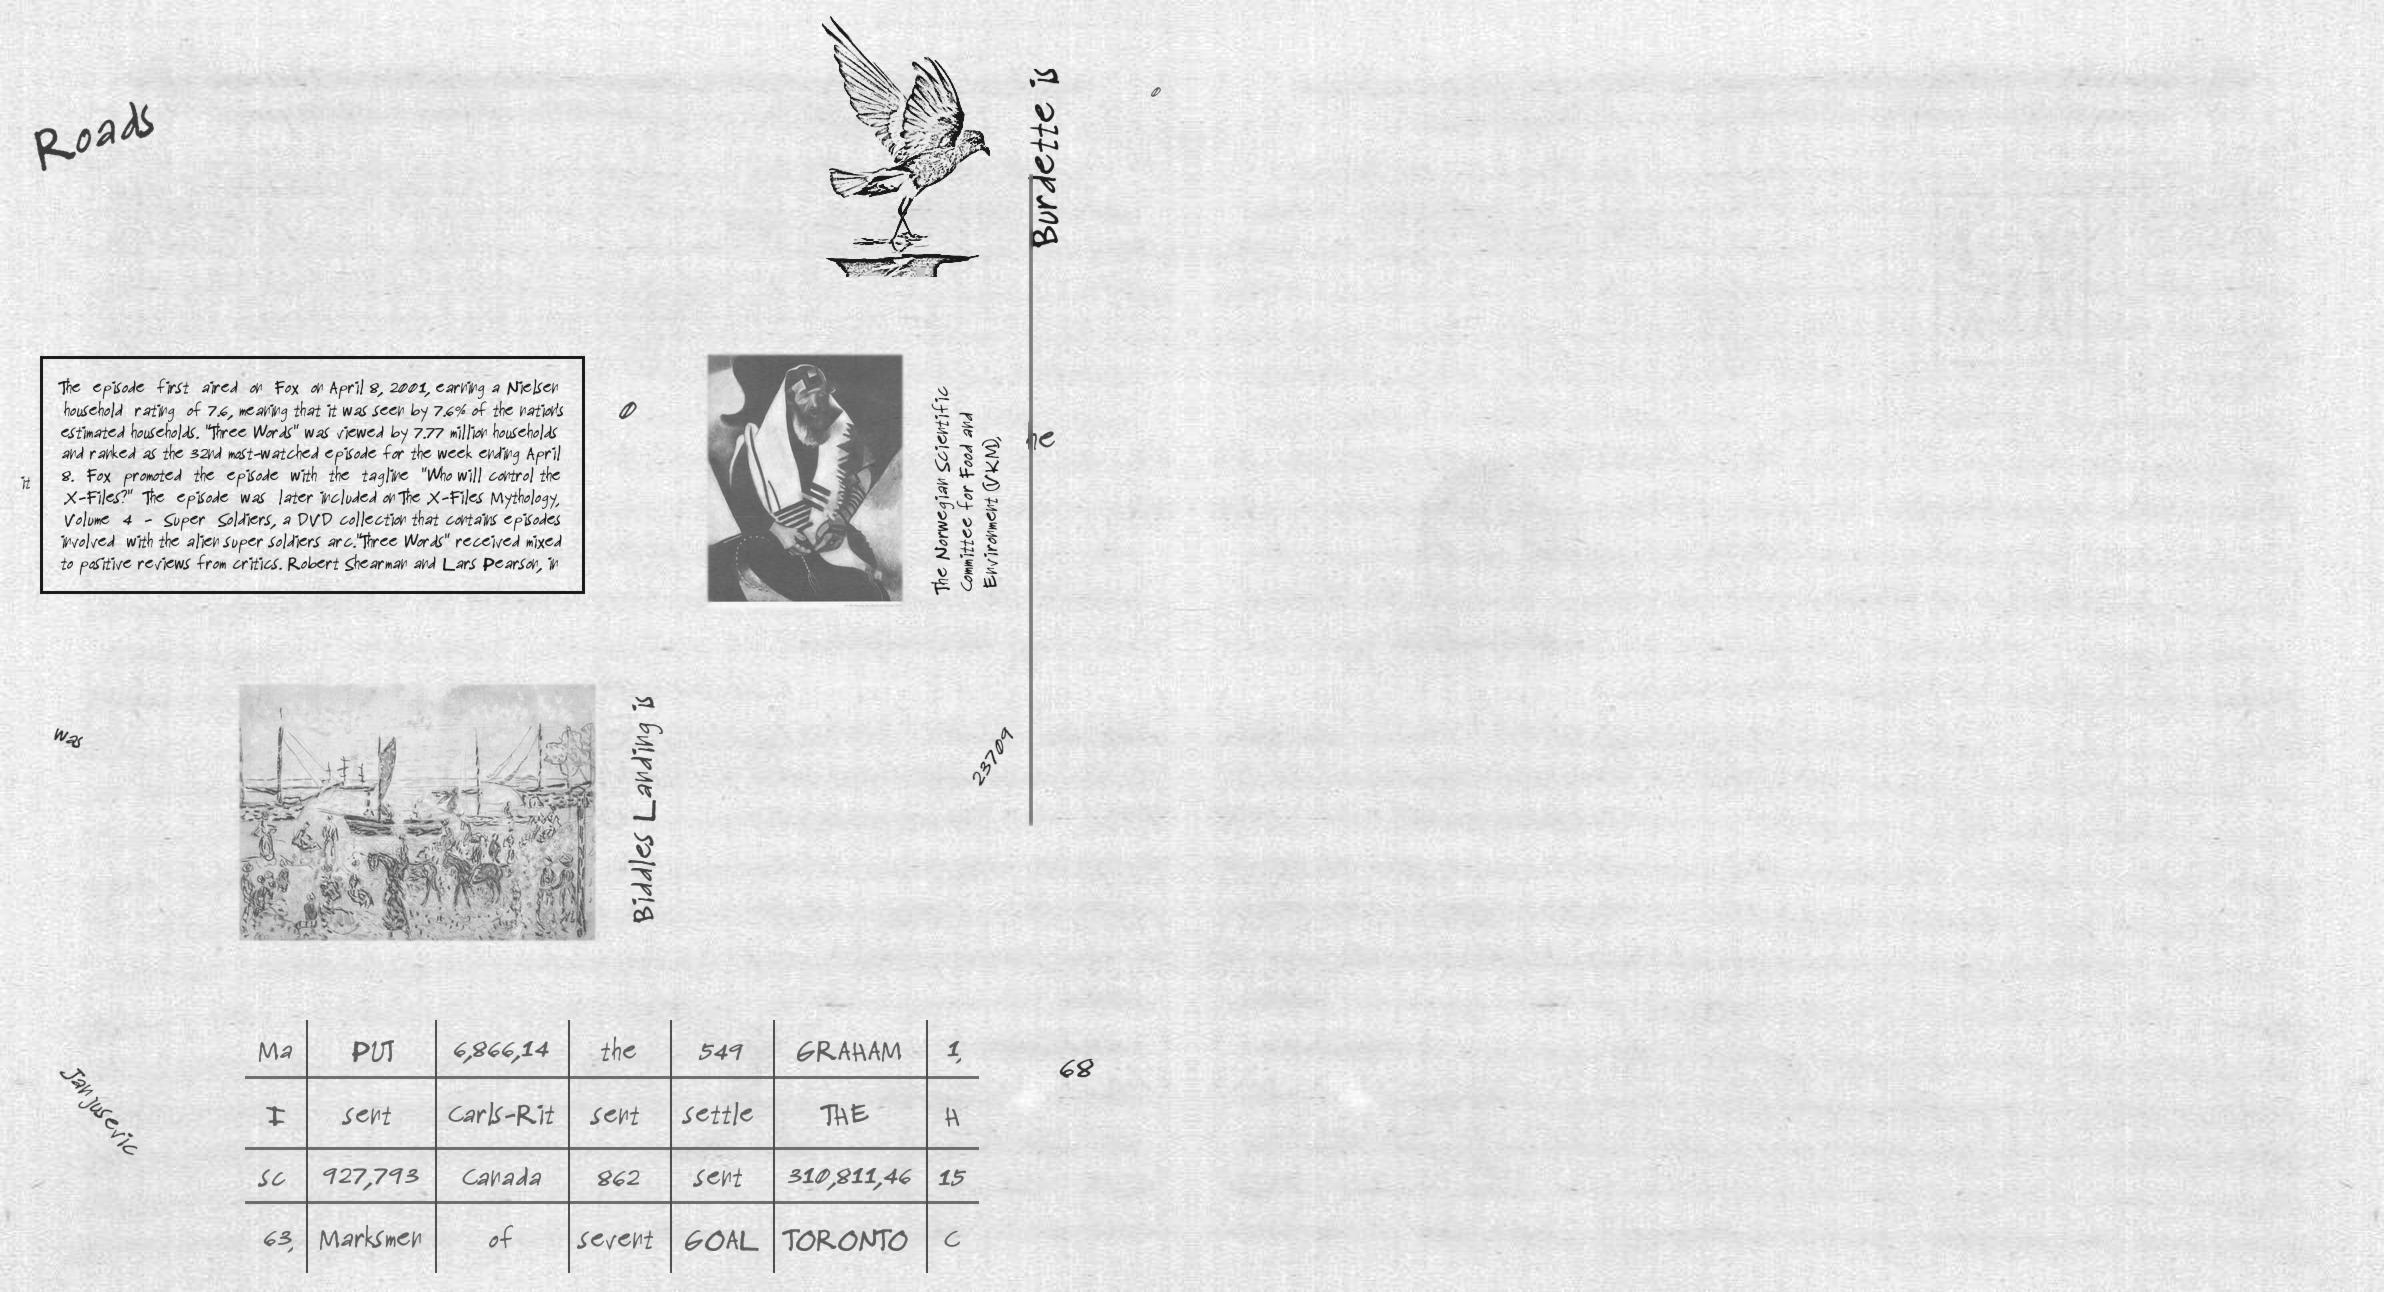 Roads
Burdette is
0
The episode first aired on Fox on April 8, 2001, earning a Nielsen
household rating of 7.6, meaning that it was seen by 7.6% of the nation's
estimated households. "Three Words" was viewed by 7.77 million households
and ranked as the 32nd most-watched episode for the week ending April
8. Fox promoted the episode with the tagline "Who will control the
X-Files?" The episode was later included on The X-Files Mythology,
Volume 4 – Super Soldiers, a DVD collection that contains episodes
involved with the alien super soldiers arc."Three Words" received mixed
to positive reviews from critics. Robert Shearman and Lars Pearson, in
0
it
The Norwegian Scientific
Committee for Food and
Environment (VKM),
he
was
Biddles Landing is
23709
Janjusevic
Ma PUT 6,866,14 the 549 GRAHAM 1,
I sent Carls-Rit sent settle THE H
sc 927,793 Canada 862 sent 310,811,46 15
63, Marksmen of sevent GOAL TORONTO C
68